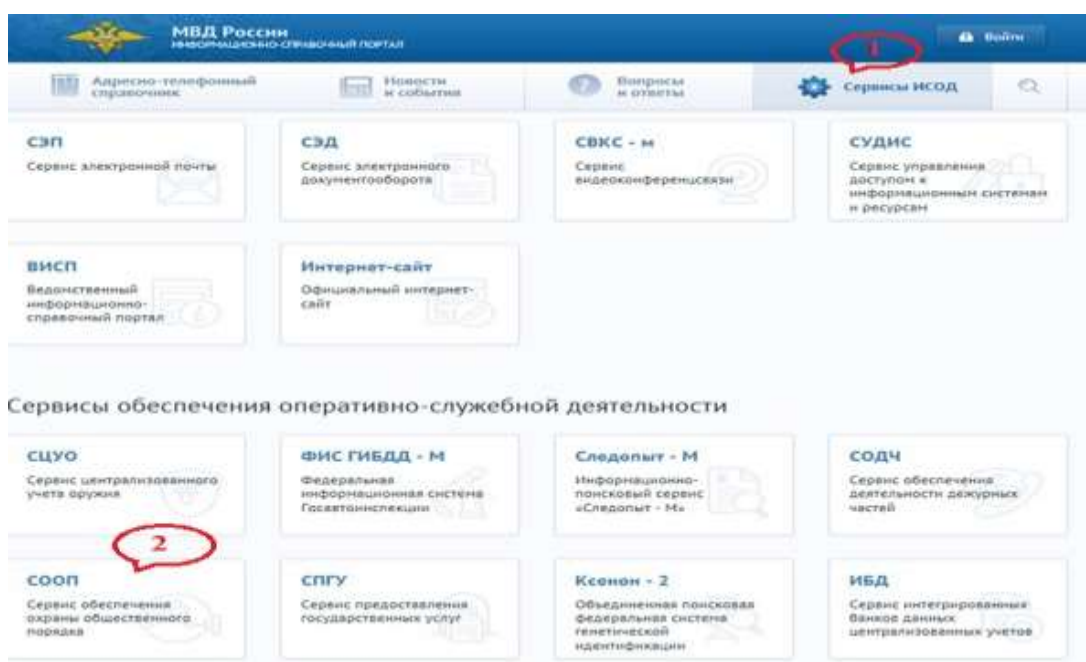 МВД России
ИНФОРМАЦИОННО-СПРАВОЧНЫЙ ПОРТАЛ
1
Войти
Адресно-телефонный
справочник
Новости
и события
Вопросы
и ответы
Сервисы ИСОД
СЭП
Сервис электронной почты
СЭД
Сервис электронного
документооборота
СВКС - м
Сервис
видеоконференцсвязи
СУДИС
Сервис управления
доступом к
информационным системам
и ресурсам
ВИСП
Ведомственный
информационно-
справочный портал
Интернет-сайт
Официальный интернет-
сайт
Сервисы обеспечения оперативно-служебной деятельности
СЦУО
Сервис централизованного
учета оружия
ФИС ГИБДД - М
Федеральная
информационная система
Госавтоинспекции
Следопыт - М
Информационно-
поисковый сервис
«Следопыт - М»
СОДЧ
Сервис обеспечения
деятельности дежурных
частей
2
СООП
Сервис обеспечения
охраны общественного
порядка
СПГУ
Сервис предоставления
государственных услуг
Ксенон - 2
Объединенная поисковая
федеральная система
генетической
идентификации
ИБД
Сервис интегрированных
банков данных
централизованных учетов